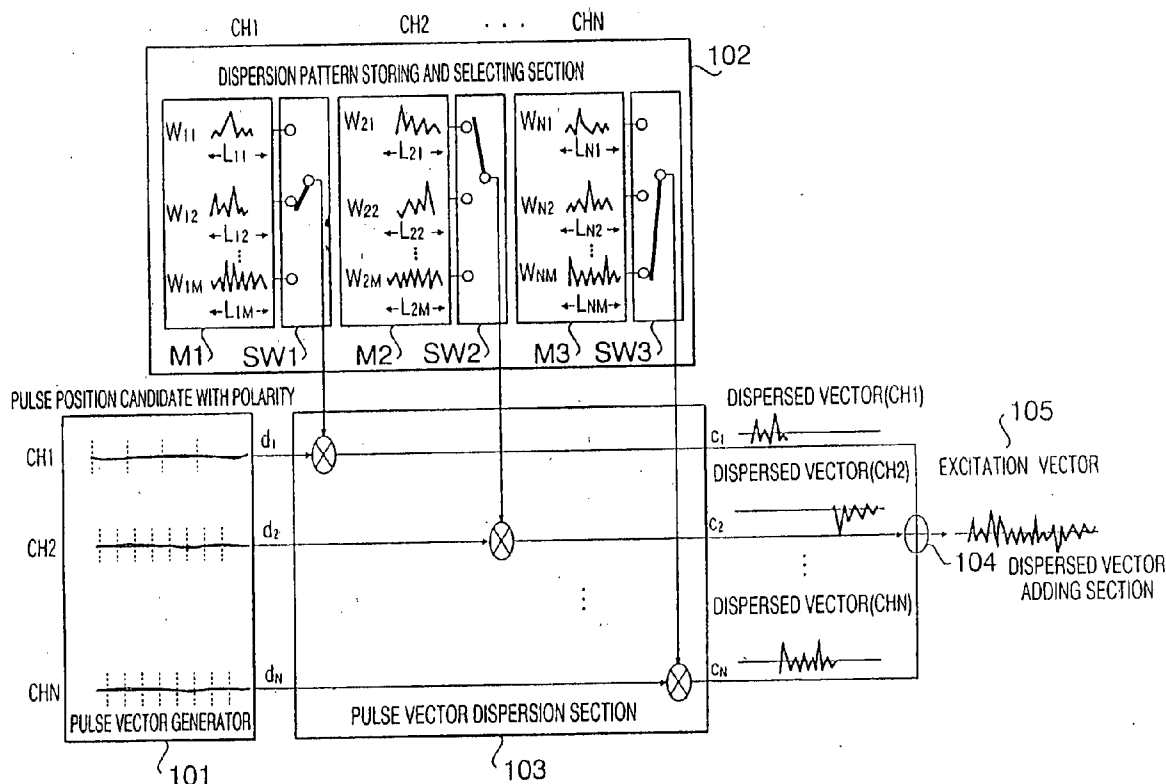 CH1 CH2 · · · CHN
102
DISPERSION PATTERN STORING AND SELECTING SECTION
W11 W21 WN1
L11 L21 LN1
W12 W22 WN2
L12 L22 LN2
W1M W2M WNM
L1M L2M LNM
M1 SW1 M2 SW2 M3 SW3
PULSE POSITION CANDIDATE WITH POLARITY
DISPERSED VECTOR(CH1)
105
CH1 d1 C1
EXCITATION VECTOR
DISPERSED VECTOR(CH2)
CH2 d2 C2
104
DISPERSED VECTOR
ADDING SECTION
DISPERSED VECTOR(CHN)
CHN dN CN
PULSE VECTOR GENERATOR
PULSE VECTOR DISPERSION SECTION
101
103